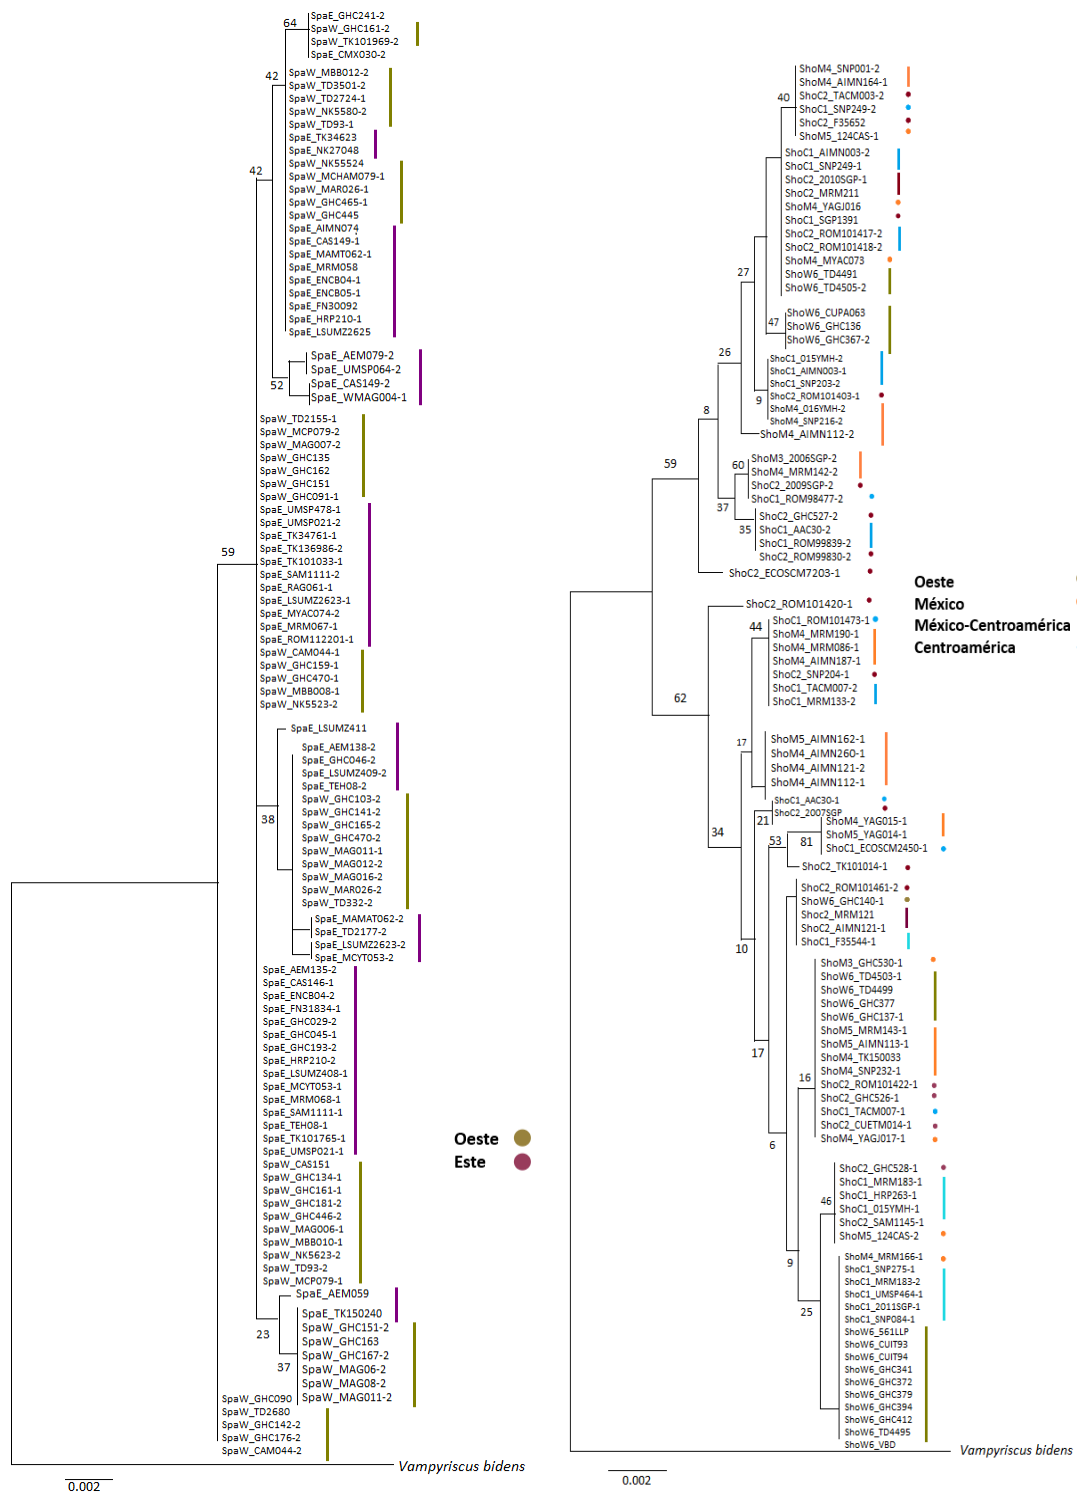 64
SpaE_GHC241-2
SpaW_GHC161-2
SpaW_TK101969-2
SpaE_CMX030-2
42
SpaW_MBB012-2
SpaW_TD3501-2
SpaW_TD2724-1
SpaW_NK5580-2
SpaW_TD93-1
SpaE_TK34623
SpaE_NK27048
42
SpaW_NK55524
SpaW_MCHAM079-1
SpaW_MAR026-1
SpaW_GHC465-1
SpaW_GHC445
SpaE_AIMN074
SpaE_CAS149-1
SpaE_MAMT062-1
SpaE_MRM058
SpaE_ENCB04-1
SpaE_ENCB05-1
SpaE_FN30092
SpaE_HRP210-1
SpaE_LSUMZ2625
SpaE_AEM079-2
SpaE_UMSP064-2
52
SpaE_CAS149-2
SpaE_WMAG004-1
SpaW_TD2155-1
SpaW_MCP079-2
SpaW_MAG007-2
SpaW_GHC135
SpaW_GHC162
SpaW_GHC151
SpaW_GHC091-1
SpaE_UMSP478-1
SpaE_UMSP021-2
SpaE_TK34761-1
59
SpaE_TK136986-2
SpaE_TK101033-1
SpaE_SAM1111-2
SpaE_RAG061-1
SpaE_LSUMZ2623-1
SpaE_MYAC074-2
SpaE_MRM067-1
SpaE_ROM112201-1
SpaW_CAM044-1
SpaW_GHC159-1
SpaW_GHC470-1
SpaW_MBB008-1
SpaW_NK5523-2
SpaE_LSUMZ411
SpaE_AEM138-2
SpaE_GHC046-2
SpaE_LSUMZ409-2
SpaE_TEH08-2
SpaW_GHC103-2
SpaW_GHC141-2
38
SpaW_GHC165-2
SpaW_GHC470-2
SpaW_MAG011-1
SpaW_MAG012-2
SpaW_MAG016-2
SpaW_MAR026-2
SpaW_TD332-2
SpaE_MAMAT062-2
SpaE_TD2177-2
SpaE_LSUMZ2623-2
SpaE_MCYT053-2
SpaE_AEM135-2
SpaE_CAS146-1
SpaE_ENCB04-2
SpaE_FN31834-1
SpaE_GHC029-2
SpaE_GHC045-1
SpaE_GHC193-2
SpaE_HRP210-2
SpaE_LSUMZ408-1
SpaE_MCYT053-1
SpaE_MRM068-1
SpaE_SAM1111-1
SpaE_TEH08-1
SpaE_TK101765-1
SpaE_UMSP021-1
SpaW_CAS151
SpaW_GHC134-1
SpaW_GHC161-1
SpaW_GHC181-2
SpaW_GHC446-2
SpaW_MAG006-1
SpaW_MBB010-1
SpaW_NK5623-2
SpaW_TD93-2
SpaW_MCP079-1
SpaE_AEM059
SpaE_TK150240
23
SpaW_GHC151-2
SpaW_GHC163
SpaW_GHC167-2
37
SpaW_MAG06-2
SpaW_MAG08-2
SpaW_MAG011-2
SpaW_GHC090
SpaW_TD2680
SpaW_GHC142-2
SpaW_GHC176-2
SpaW_CAM044-2
Vampyriscus bidens
0.002
Oeste
Este
ShoM4_SNP001-2
ShoM4_AIMN164-1
40
ShoC2_TACM003-2
ShoC1_SNP249-2
ShoC2_F35652
ShoM5_124CAS-1
ShoC1_AIMN003-2
ShoC1_SNP249-1
ShoC2_2010SGP-1
ShoC2_MRM211
ShoM4_YAGJ016
ShoC1_SGP1391
ShoC2_ROM101417-2
ShoC2_ROM101418-2
ShoM4_MYAC073
27
ShoW6_TD4491
ShoW6_TD4505-2
ShoW6_CUPA063
47
ShoW6_GHC136
ShoW6_GHC367-2
26
ShoC1_015YMH-2
ShoC1_AIMN003-1
ShoC1_SNP203-2
9
ShoC2_ROM101403-1
8
ShoM4_016YMH-2
ShoM4_SNP216-2
ShoM4_AIMN112-2
59
60
ShoM3_2006SGP-2
ShoM4_MRM142-2
ShoC2_2009SGP-2
ShoC1_ROM98477-2
37
35
ShoC2_GHC527-2
ShoC1_AAC30-2
ShoC1_ROM99839-2
ShoC2_ROM99830-2
ShoC2_ECOSCM7203-1
Oeste
México
México-Centroamérica
Centroamérica
ShoC2_ROM101420-1
44
ShoC1_ROM101473-1
ShoM4_MRM190-1
ShoM4_MRM086-1
ShoM4_AIMN187-1
ShoC2_SNP204-1
ShoC1_TACM007-2
ShoC1_MRM133-2
62
17
ShoM5_AIMN162-1
ShoM4_AIMN260-1
ShoM4_AIMN121-2
ShoM4_AIMN112-1
ShoC1_AAC30-1
ShoC2_2007SGP
21
34
ShoM4_YAG015-1
ShoM5_YAG014-1
53
81
ShoC1_ECOSCM2450-1
ShoC2_TK101014-1
ShoC2_ROM101461-2
ShoW6_GHC140-1
Shoc2_MRM121
ShoC2_AIMN121-1
ShoC1_F35544-1
10
ShoM3_GHC530-1
ShoW6_TD4503-1
ShoW6_TD4499
ShoW6_GHC377
ShoW6_GHC137-1
ShoM5_MRM143-1
ShoM5_AIMN113-1
17
ShoM4_TK150033
ShoM4_SNP232-1
16
ShoC2_ROM101422-1
ShoC2_GHC526-1
ShoC1_TACM007-1
ShoC2_CUETM014-1
ShoM4_YAGJ017-1
6
ShoC2_GHC528-1
ShoC1_MRM183-1
ShoC1_HRP263-1
46
ShoC1_015YMH-1
ShoC2_SAM1145-1
ShoM5_124CAS-2
9
ShoM4_MRM166-1
ShoC1_SNP275-1
ShoC1_MRM183-2
ShoC1_UMSP464-1
25
ShoC1_2011SGP-1
ShoC1_SNP084-1
ShoW6_561LLP
ShoW6_CUIT93
ShoW6_CUIT94
ShoW6_GHC341
ShoW6_GHC372
ShoW6_GHC379
ShoW6_GHC394
ShoW6_GHC412
ShoW6_TD4495
ShoW6_VBD
Vampyriscus bidens
0.002